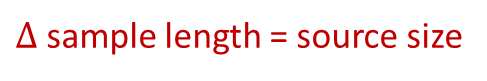 Δ sample length = source size